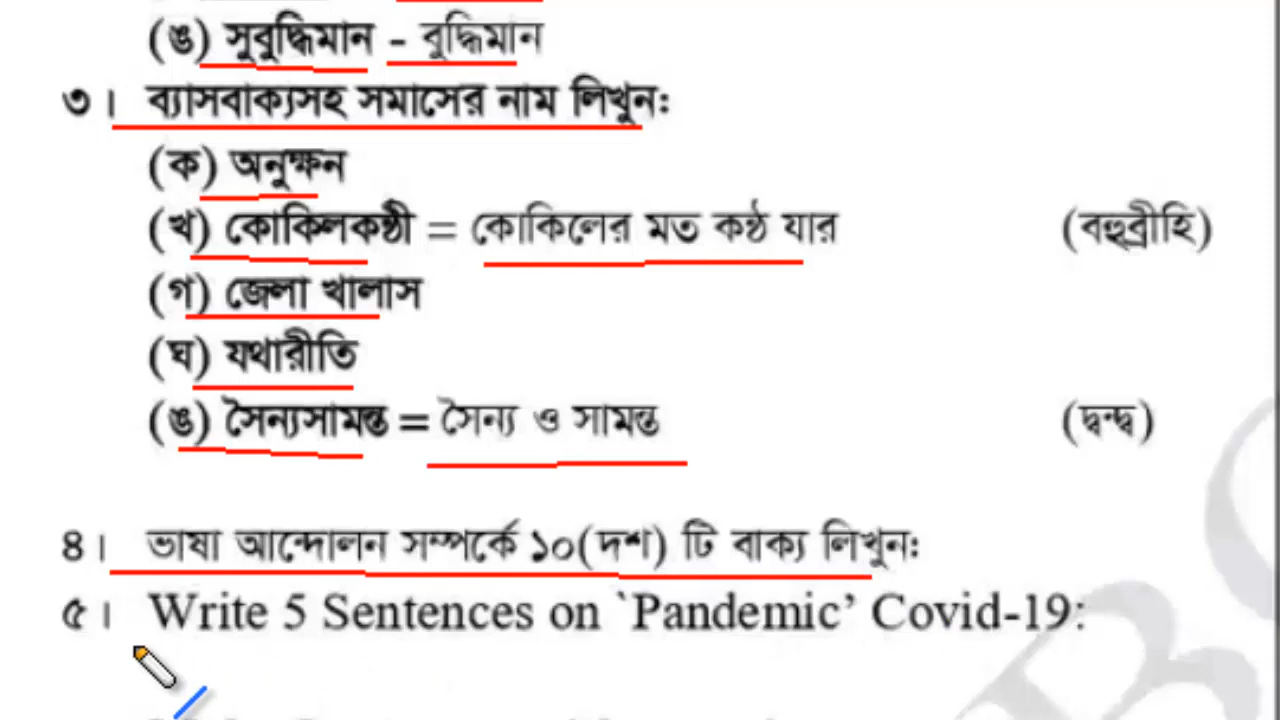 (ঙ) সুবুদ্ধিমান - বুদ্ধিমান
৩। ব্যাসবাক্যসহ সমাসের নাম লিখুনঃ
(ক) অনুক্ষন
(খ) কোকিলকণ্ঠী = কোকিলের মত কণ্ঠ যার (বহুব্রীহি)
(গ) জেলা খালাস
(ঘ) যথারীতি
(ঙ) সৈন্যসামন্ত = সৈন্য ও সামন্ত (দ্বন্দ্ব)
৪। ভাষা আন্দোলন সম্পর্কে ১০(দশ) টি বাক্য লিখুনঃ
৫। Write 5 Sentences on `Pandemic’ Covid-19: